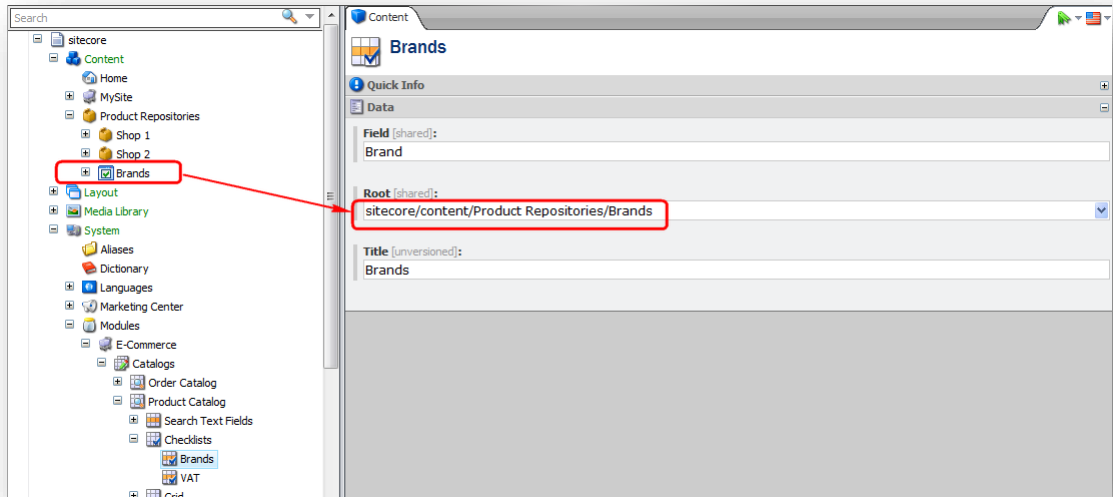 Search
sitecore
Content
Home
MySite
Product Repositories
Shop 1
Shop 2
Brands
Layout
Media Library
System
Aliases
Dictionary
Languages
Marketing Center
Modules
E-Commerce
Catalogs
Order Catalog
Product Catalog
Search Text Fields
Checklists
Brands
VAT
Grid
Content
Brands
Quick Info
Data
Field [shared]:
Brand
Root [shared]:
sitecore/content/Product Repositories/Brands
Title [unversioned]:
Brands